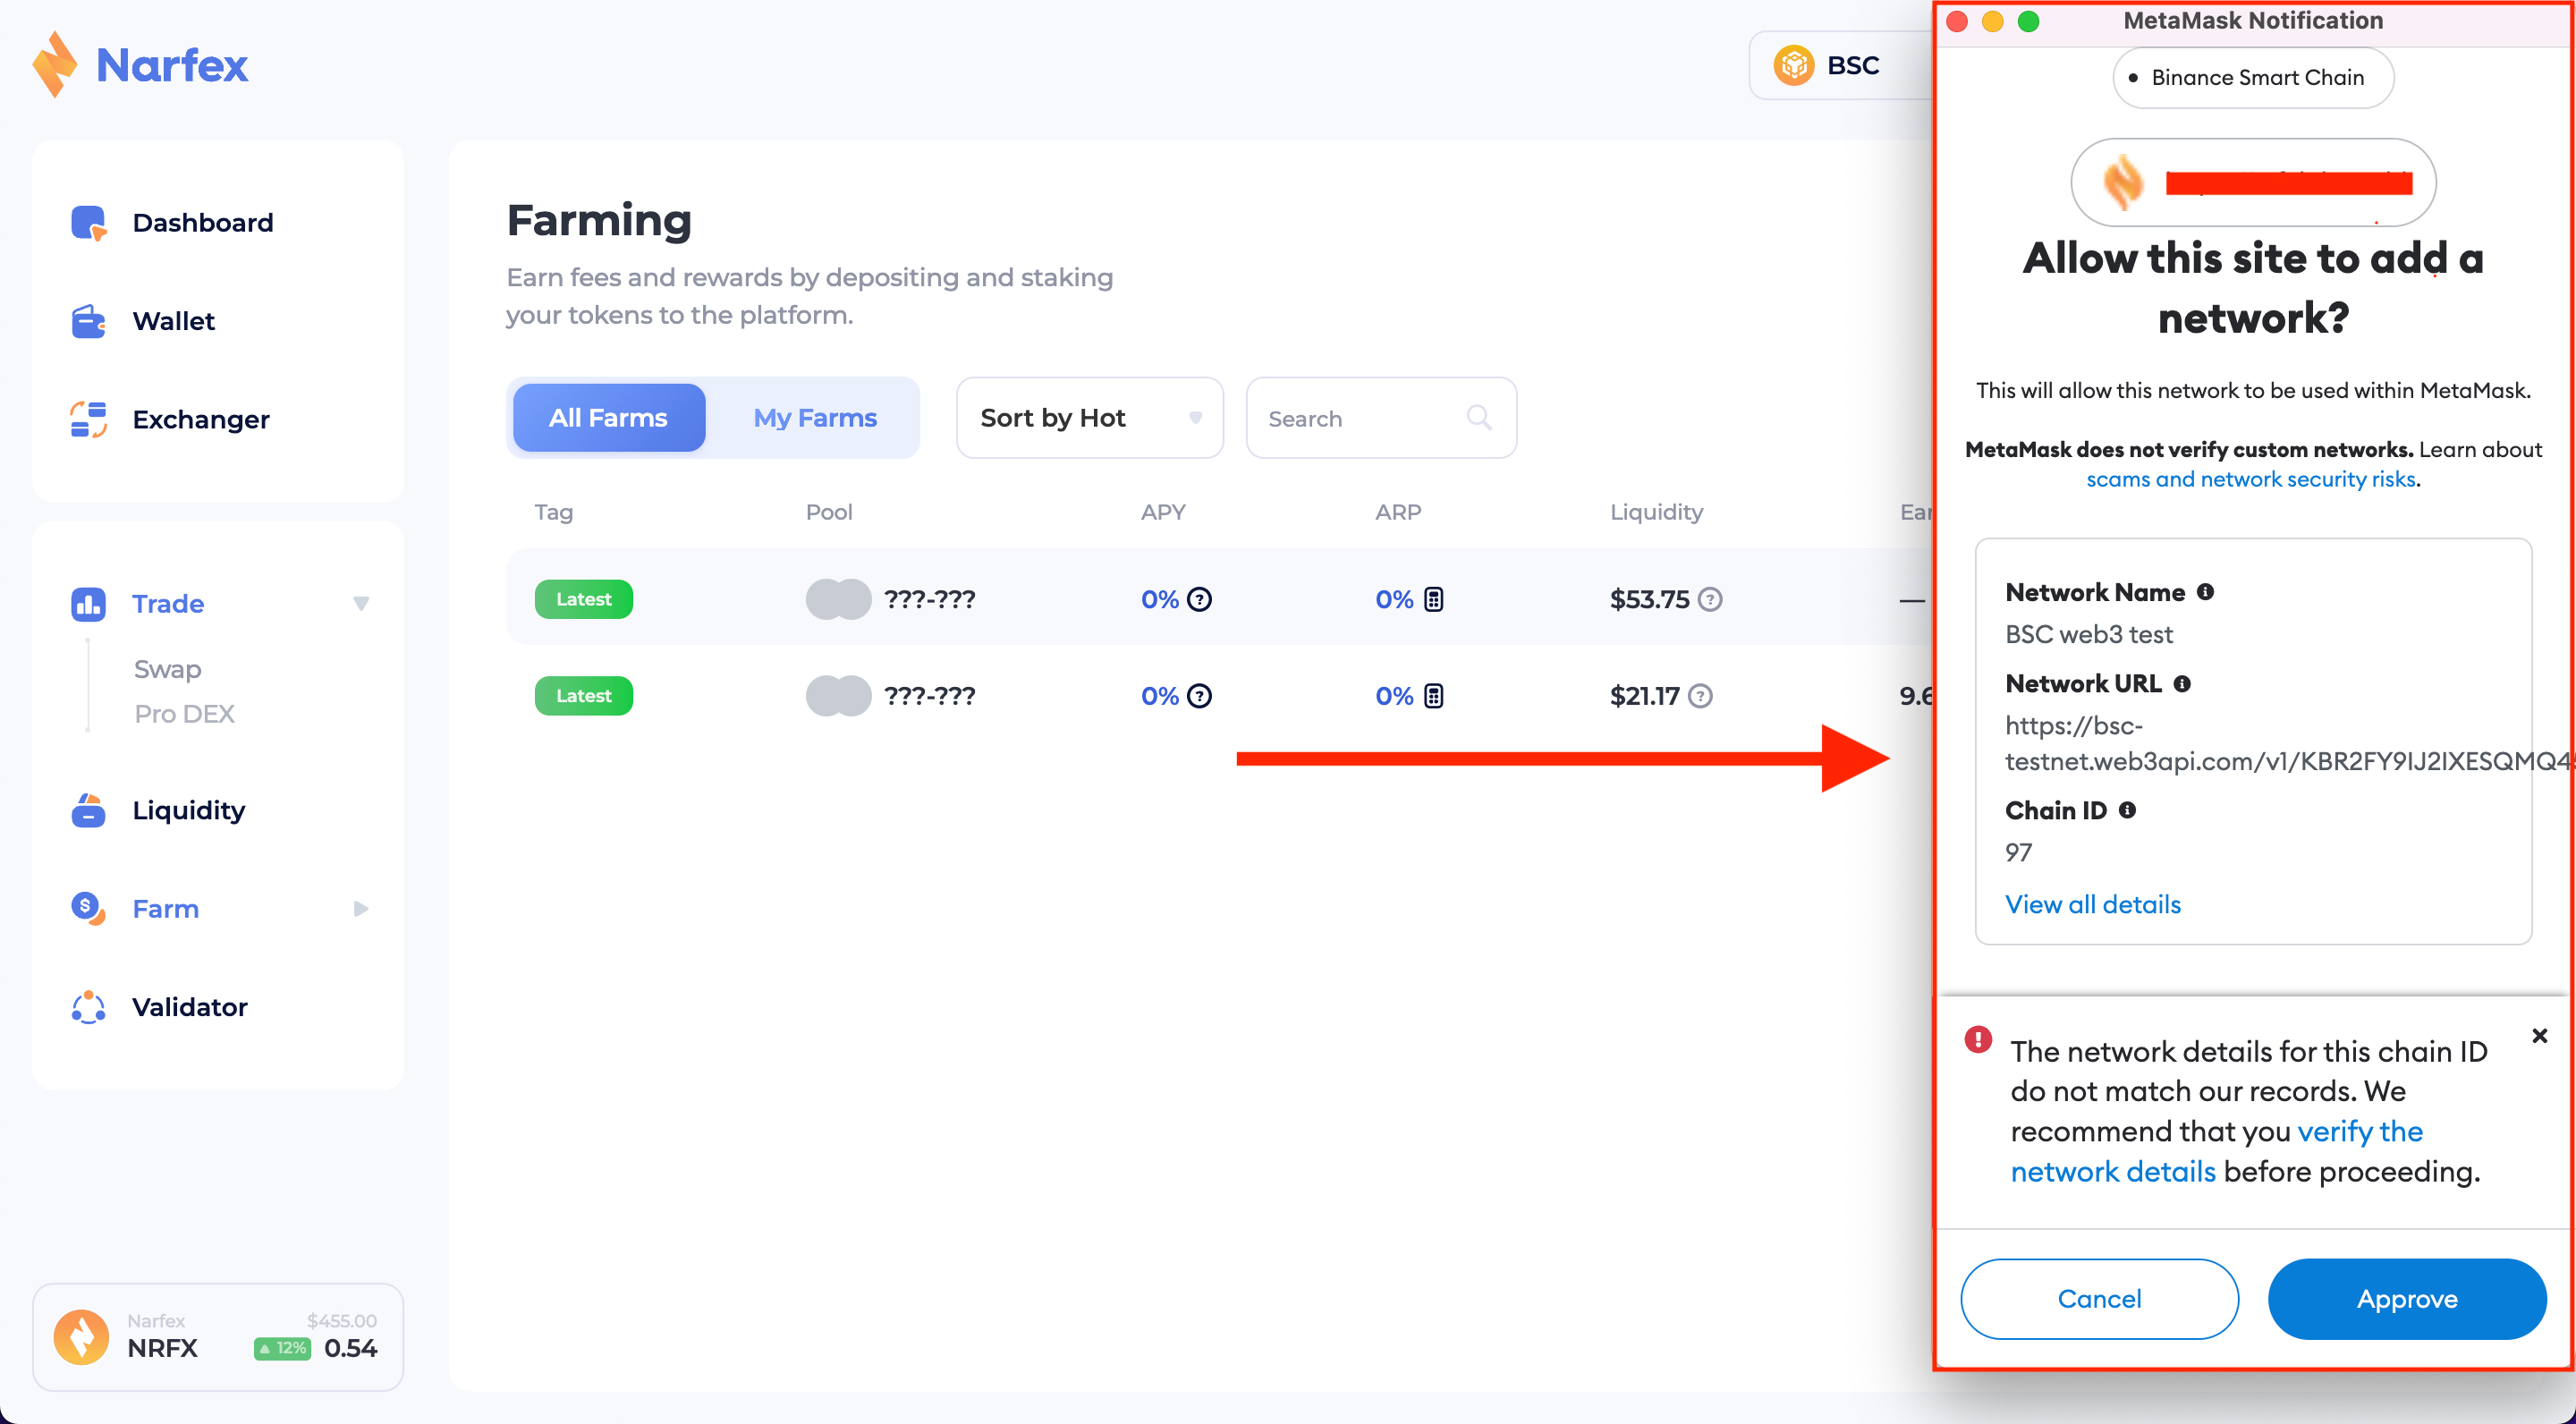 Narfex
BSC
Dashboard
Wallet
Exchanger
Trade
Swap
Pro DEX
Liquidity
Farm
Validator
Narfex $455.00
NRFX 12% 0.54
Farming
Earn fees and rewards by depositing and staking
your tokens to the platform.
All Farms My Farms Sort by Hot Search
Tag Pool APY ARP Liquidity
Latest ???-??? 0% 0% $53.75 —
Latest ???-??? 0% 0% $21.17
MetaMask Notification
Binance Smart Chain
Allow this site to add a
network?
This will allow this network to be used within MetaMask.
MetaMask does not verify custom networks. Learn about
scams and network security risks.
Network Name
BSC web3 test
Network URL
https://bsc-
testnet.web3api.com/v1/KBR2FY9IJ2IXESQMQ4
Chain ID
97
View all details
The network details for this chain ID
do not match our records. We
recommend that you verify the
network details before proceeding.
Cancel Approve